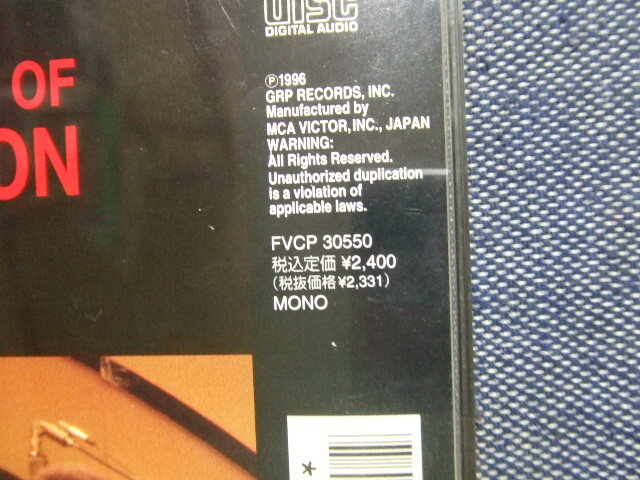 DISC
DIGITAL AUDIO
OF
ON
℗1996
GRP RECORDS, INC.
Manufactured by
MCA VICTOR, INC., JAPAN
WARNING:
All Rights Reserved.
Unauthorized duplication
is a violation of
applicable laws.
FVCP 30550
税込定価 ¥2,400
(税抜価格¥2,331)
MONO
*